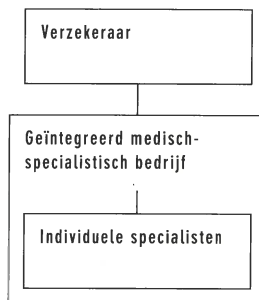 Verzekeraar
Geïntegreerd medisch-
specialistisch bedrijf
Individuele specialisten